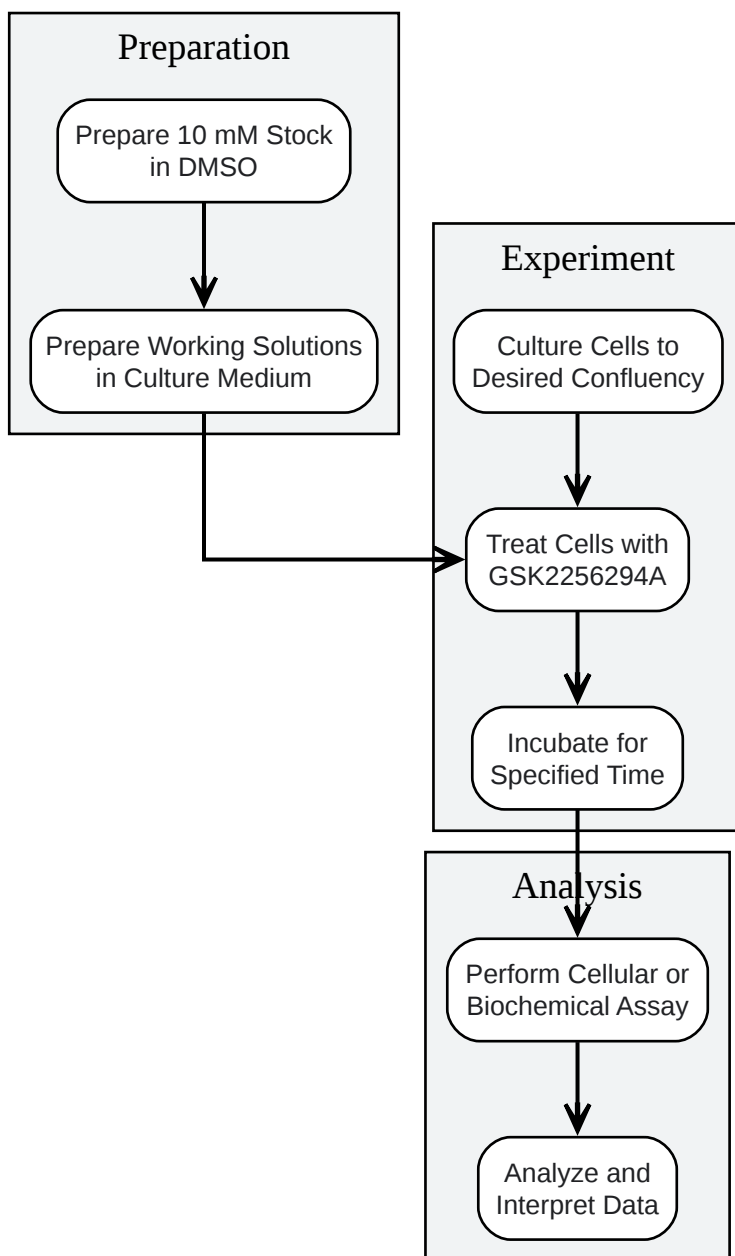 Preparation
Prepare 10 mM Stock
in DMSO
Prepare Working Solutions
in Culture Medium
Experiment
Culture Cells to
Desired Confluency
Treat Cells with
GSK2256294A
Incubate for
Specified Time
Analysis
Perform Cellular or
Biochemical Assay
Analyze and
Interpret Data